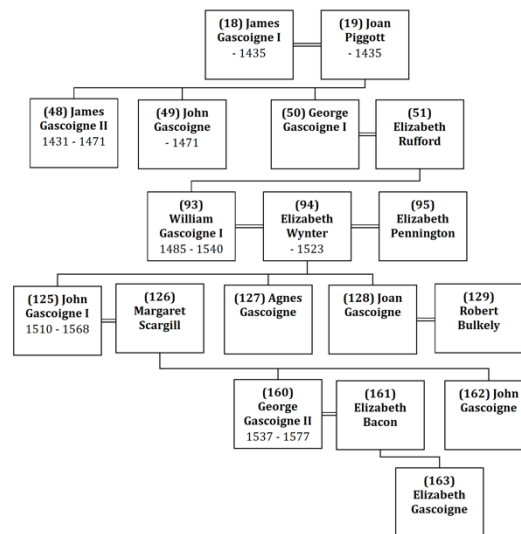 (18) James
Gascoigne I
- 1435
(19) Joan
Piggott
- 1435
(48) James
Gascoigne II
1431 - 1471
(49) John
Gascoigne
- 1471
(50) George
Gascoigne I
(51)
Elizabeth
Rufford
(93)
William
Gascoigne I
1485 - 1540
(94)
Elizabeth
Wynter
- 1523
(95)
Elizabeth
Pennington
(125) John
Gascoigne I
1510 - 1568
(126)
Margaret
Scargill
(127) Agnes
Gascoigne
(128) Joan
Gascoigne
(129)
Robert
Bulkely
(160)
George
Gascoigne II
1537 - 1577
(161)
Elizabeth
Bacon
(162) John
Gascoigne
(163)
Elizabeth
Gascoigne